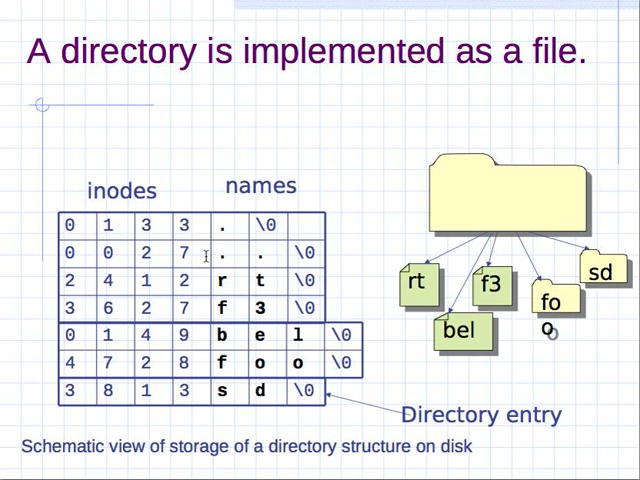 A directory is implemented as a file.
inodes names
0 1 3 3 . \0
0 0 2 7 . . \0
2 4 1 2 r t \0
3 6 2 7 f 3 \0
0 1 4 9 b e l \0
4 7 2 8 f o o \0
3 8 1 3 s d \0
rt
f3
sd
fo
o
bel
Directory entry
Schematic view of storage of a directory structure on disk